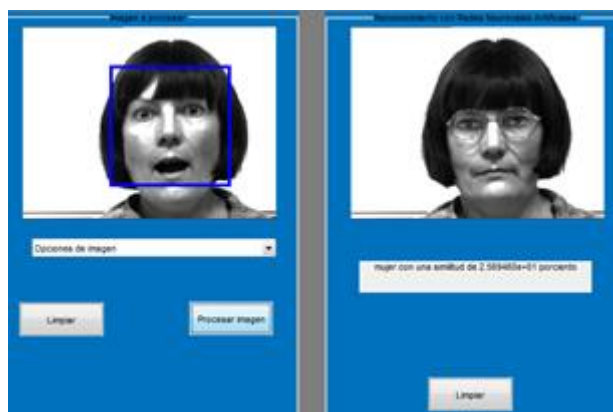 Imagen a procesar
Reconocimiento con Redes Neuronales Artificiales
Opciones de imagen
mujer con una similitud de 2.589460e+01 porciento
Limpiar
Procesar imagen
Limpiar